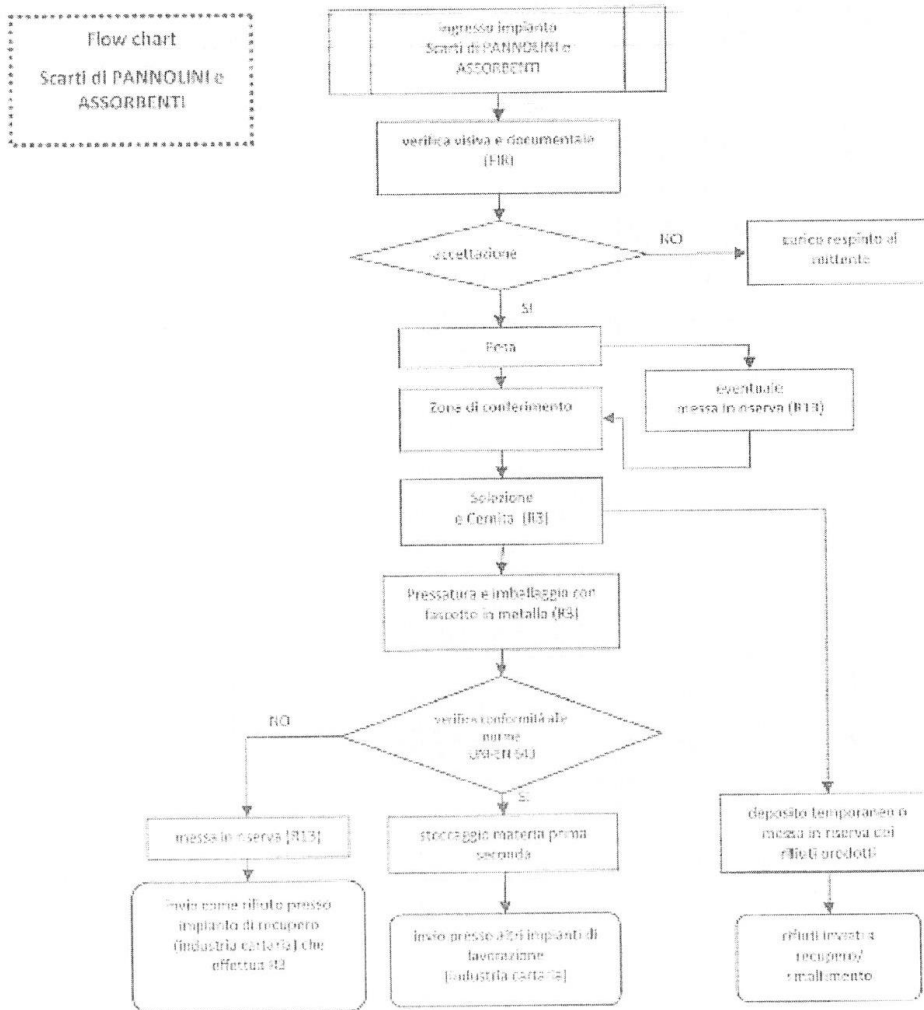 Flow chart
Scarti di PANNOLINI e
ASSORBENTI
ingresso impianto
Scarti di PANNOLINI e
ASSORBENTI
verifica visiva e documentale
(FIR)
accettazione
NO
carico respinto al
mittente
SI
Pesa
eventuale
messa in riserva (R13)
Zona di conferimento
Selezione
e Cernita (R3)
Pressatura e imballaggio con
in metallo (R3)
verifica conformità alle
norme
UNI-EN 643
NO
SI
messa in riserva (R13)
stoccaggio materia prima
seconda
deposito temporaneo o
messa in riserva dei
rifiuti prodotti
invio come rifiuto presso
impianto di recupero
(industria cartaria) che
effettua R3
invio presso altri impianti di
lavorazione
(industria cartaria)
rifiuti inviati a
recupero/
smaltimento